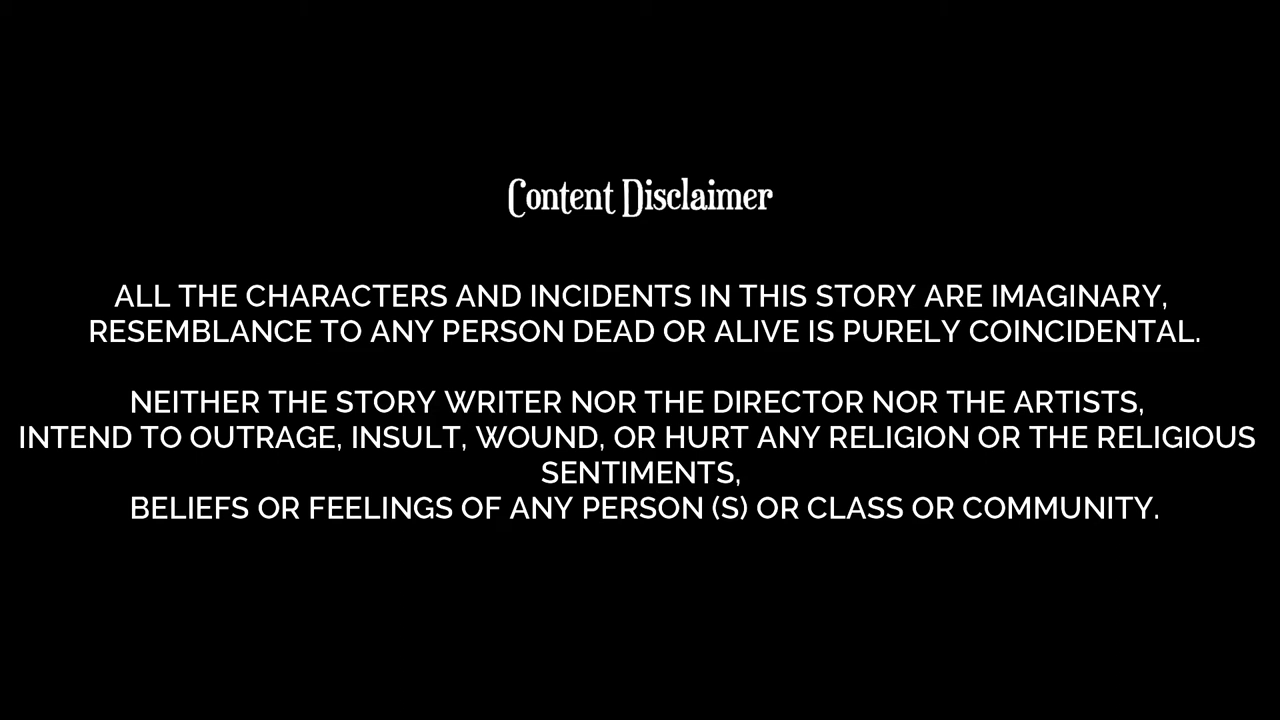 Content Disclaimer
ALL THE CHARACTERS AND INCIDENTS IN THIS STORY ARE IMAGINARY,
RESEMBLANCE TO ANY PERSON DEAD OR ALIVE IS PURELY COINCIDENTAL.
NEITHER THE STORY WRITER NOR THE DIRECTOR NOR THE ARTISTS,
INTEND TO OUTRAGE, INSULT, WOUND, OR HURT ANY RELIGION OR THE RELIGIOUS
SENTIMENTS,
BELIEFS OR FEELINGS OF ANY PERSON (S) OR CLASS OR COMMUNITY.